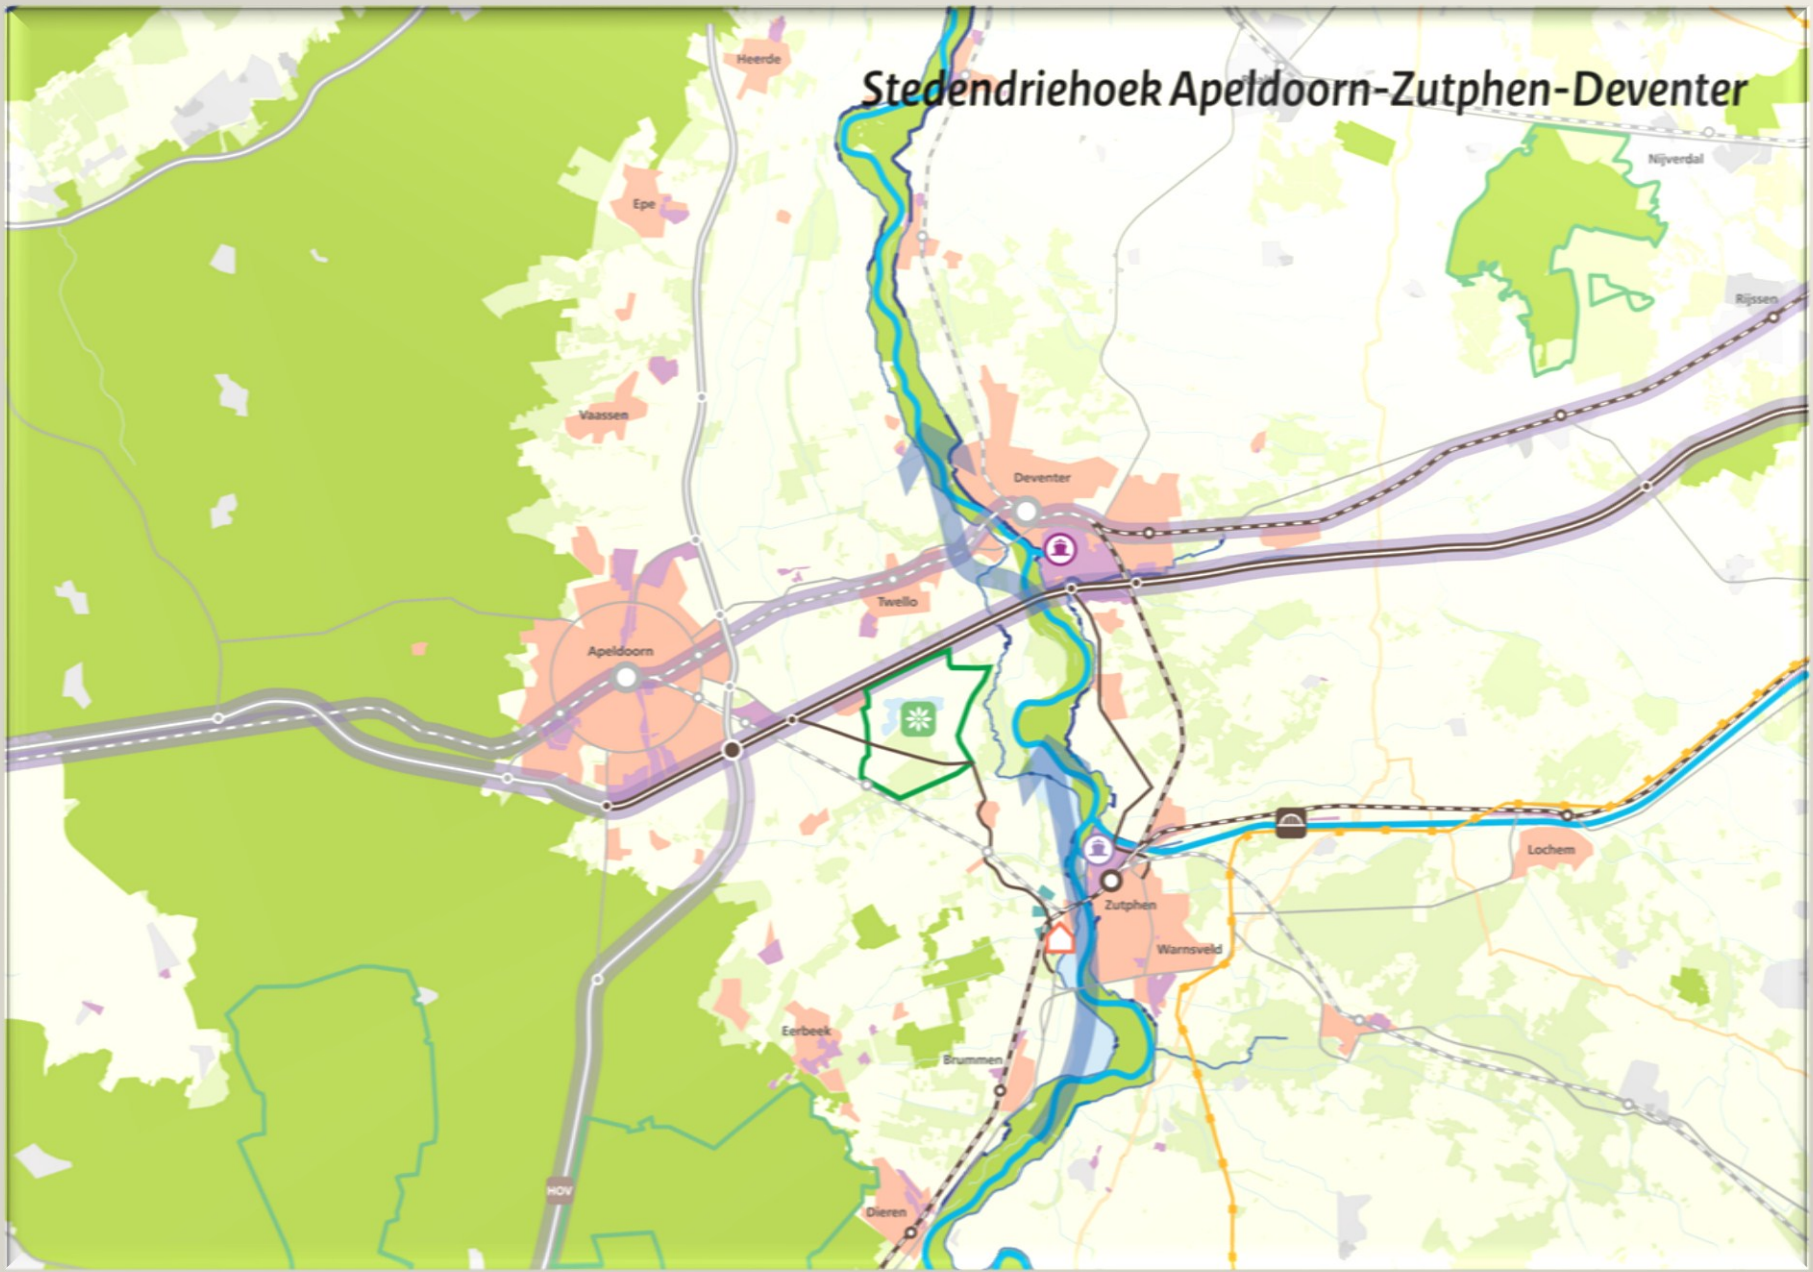 Heerde
Stedendriehoek Apeldoorn-Zutphen-Deventer
Nijverdal
Epe
Rijssen
Vaassen
Deventer
Twello
Apeldoorn
Lochem
Zutphen
Warnsveld
Eerbeek
Brummen
HOV
Dieren